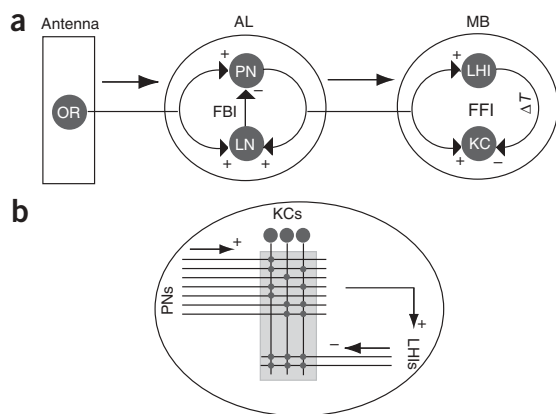 a
Antenna
AL
MB
OR
+
PN
−
FBI
LN
+
+
+
LHI
FFI
ΔT
KC
+
−
b
KCs
+
PNs
+
−
LHIs